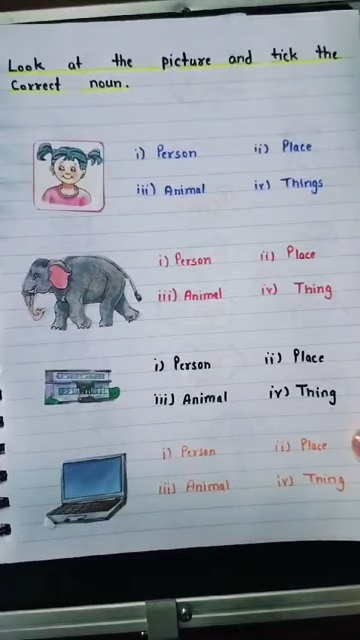 Look at the picture and tick the
Correct noun.
i) Person ii) Place
iii) Animal iv) Things
i) Person ii) Place
iii) Animal iv) Thing
i) Person ii) Place
iii) Animal iv) Thing
i) Person ii) Place
iii) Animal iv) Thing